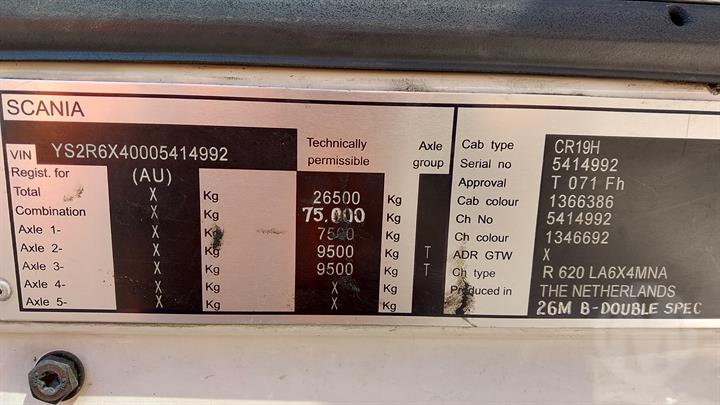 SCANIA
VIN YS2R6X40005414992
Technically permissible Axle group
Regist. for (AU)
Total X Kg 26500 Kg
Combination X Kg 75.000 Kg
Axle 1- X Kg 7500 Kg
Axle 2- X Kg 9500 Kg T
Axle 3- X Kg 9500 Kg T
Axle 4- X Kg X Kg
Axle 5- X Kg X Kg
Cab type CR19H
Serial no 5414992
Approval T 071 Fh
Cab colour 1366386
Ch No 5414992
Ch colour 1346692
ADR GTW X
Ch type R 620 LA6X4MNA
Produced in THE NETHERLANDS
26M B-DOUBLE SPEC